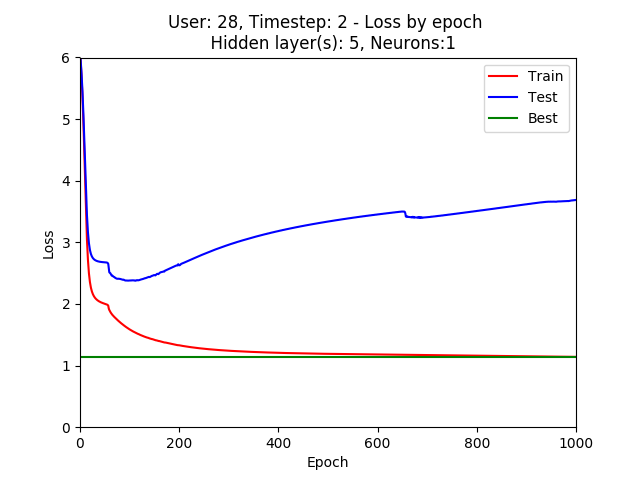 User: 28, Timestep: 2 - Loss by epoch
Hidden layer(s): 5, Neurons:1
Train
Test
Best
6
5
4
3
2
1
0
Loss
0
200
400
600
800
1000
Epoch